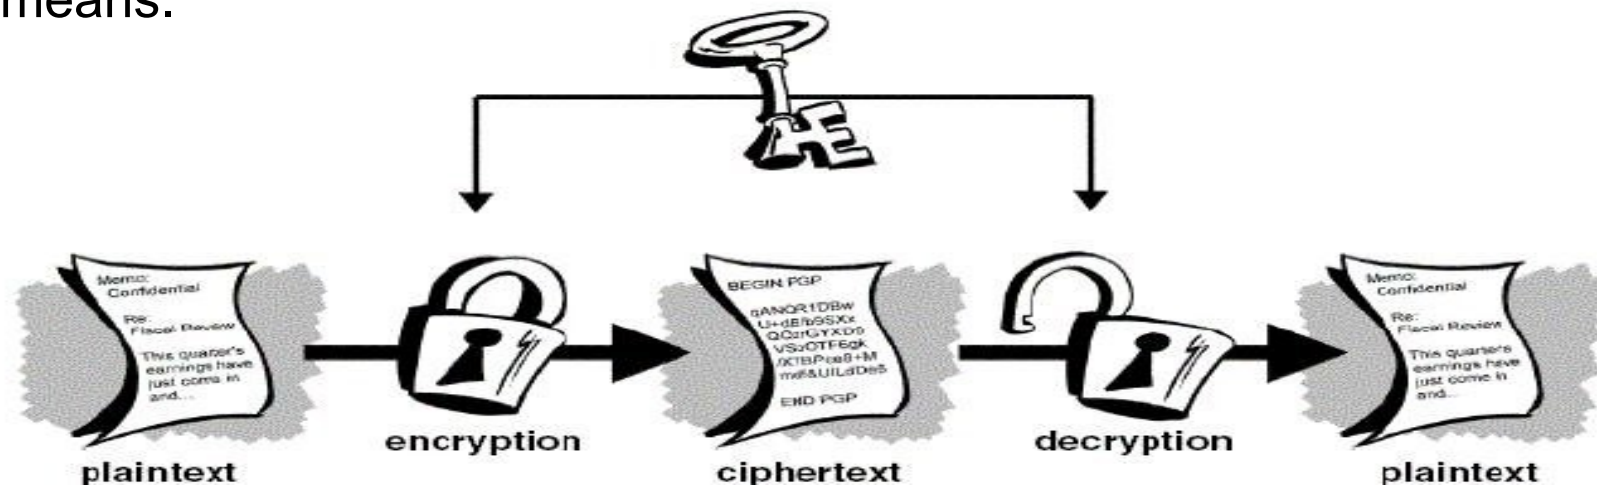 means.
Memo:
Confidential
Re:
Fiscal Review
This quarter's
earnings have
just come in
and...
BEGIN PGP
qANQR1DBw
END PGP
Memo:
Confidential
Re:
Fiscal Review
This quarter's
earnings have
just come in
and...
encryption
decryption
plaintext
ciphertext
plaintext